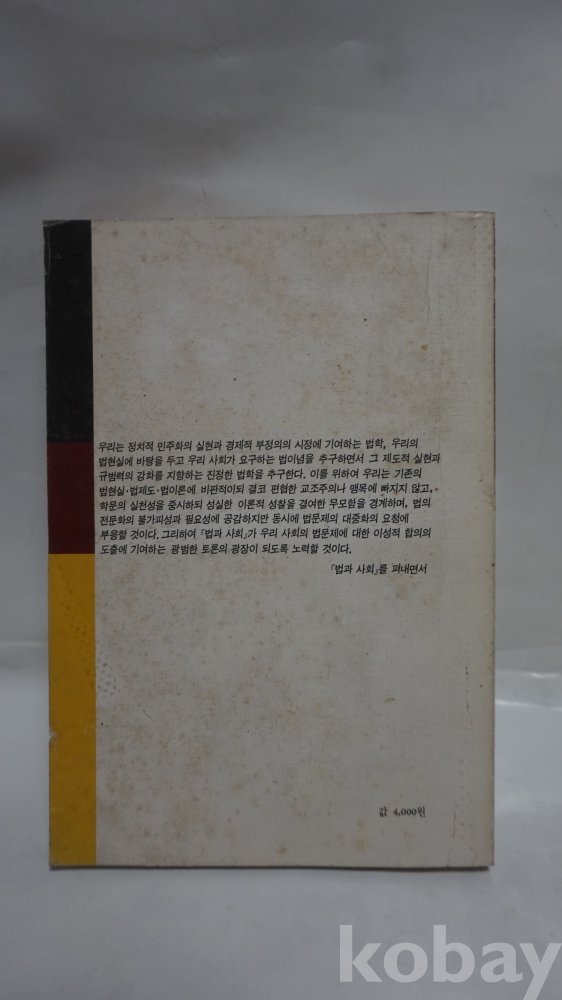 우리는 정치적 민주화의 실현과 경제적 부정의의 시정에 기여하는 법학, 우리의
법현실에 바탕을 두고 우리 사회가 요구하는 법이념을 추구하면서 그 제도적 실현과
규범력의 강화를 지향하는 진정한 법학을 추구한다. 이를 위하여 우리는 기존의
법현실·법제도·법이론에 비판적이되 결코 편협한 교조주의나 맹목에 빠지지 않고,
학문의 실천성을 중시하되 성실한 이론적 성찰을 결여한 무모함을 경계하며, 법의
전문화의 불가피성과 필요성에 공감하지만 동시에 법문제의 대중화의 요청에
부응할 것이다. 그리하여 『법과 사회』가 우리 사회의 법문제에 대한 이성적 합의의
도출에 기여하는 광범한 토론의 광장이 되도록 노력할 것이다.
『법과 사회』를 펴내면서
값 4,000원
kobay